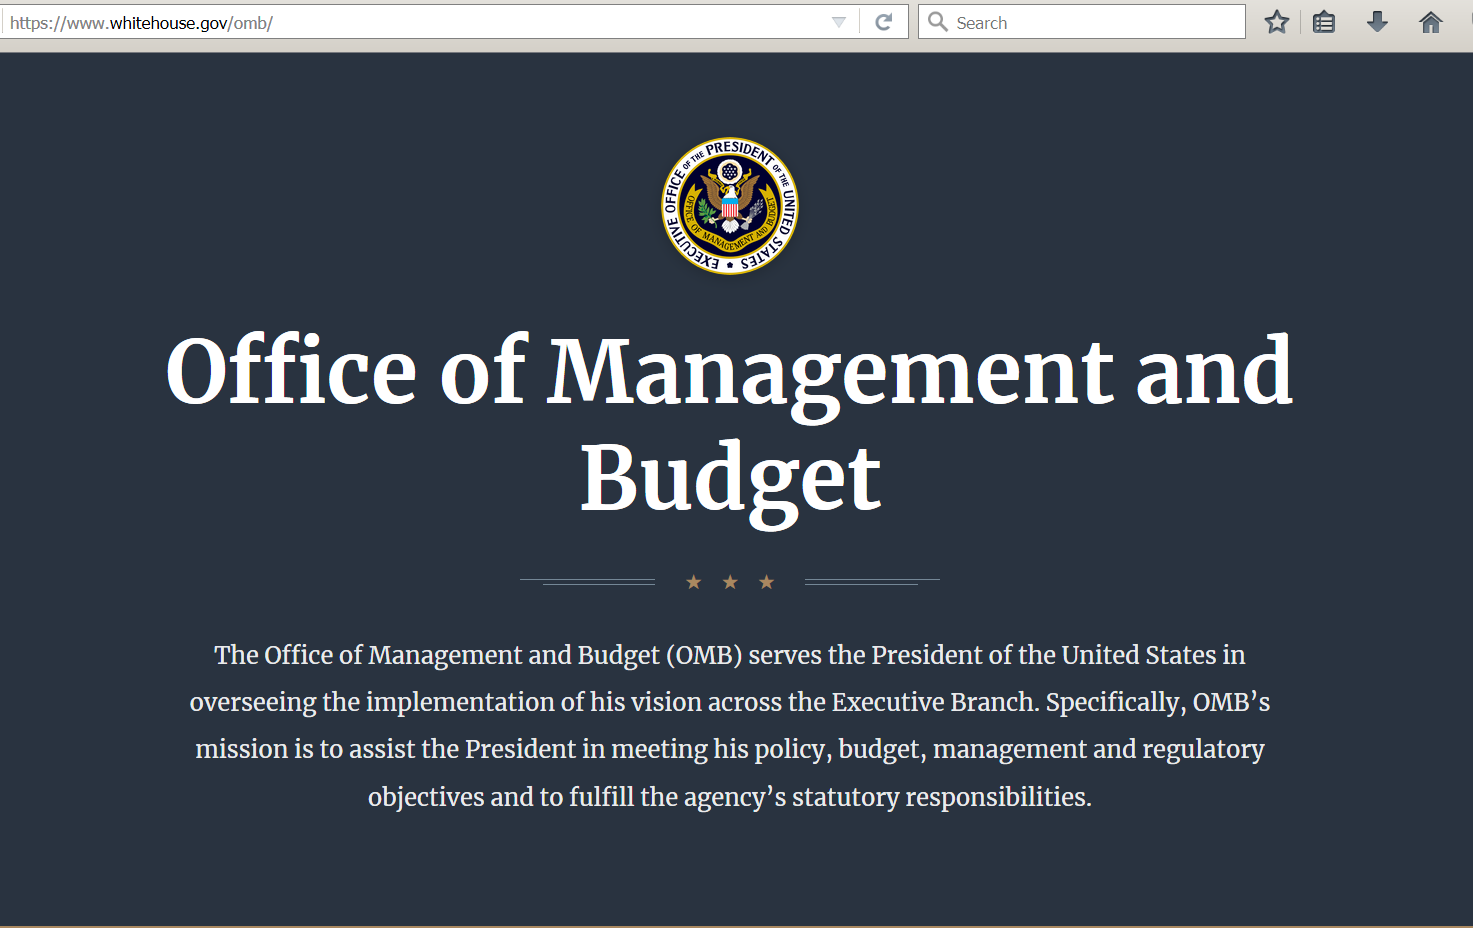 https://www.whitehouse.gov/omb/
Search
EXECUTIVE OFFICE OF THE PRESIDENT OF THE UNITED STATES
OFFICE OF MANAGEMENT AND BUDGET
Office of Management and
Budget
The Office of Management and Budget (OMB) serves the President of the United States in
overseeing the implementation of his vision across the Executive Branch. Specifically, OMB’s
mission is to assist the President in meeting his policy, budget, management and regulatory
objectives and to fulfill the agency’s statutory responsibilities.